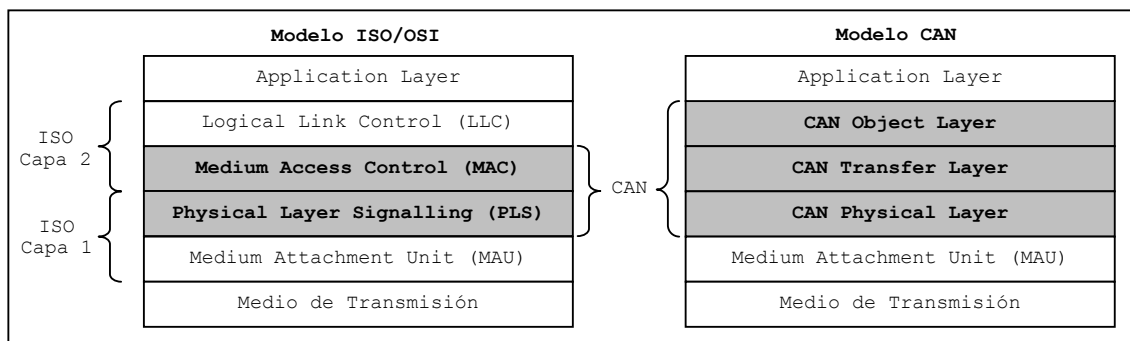 Modelo ISO/OSI
Modelo CAN
Application Layer
Application Layer
ISO
Capa 2
Logical Link Control (LLC)
CAN Object Layer
Medium Access Control (MAC)
CAN
CAN Transfer Layer
ISO
Capa 1
Physical Layer Signalling (PLS)
CAN Physical Layer
Medium Attachment Unit (MAU)
Medium Attachment Unit (MAU)
Medio de Transmisión
Medio de Transmisión